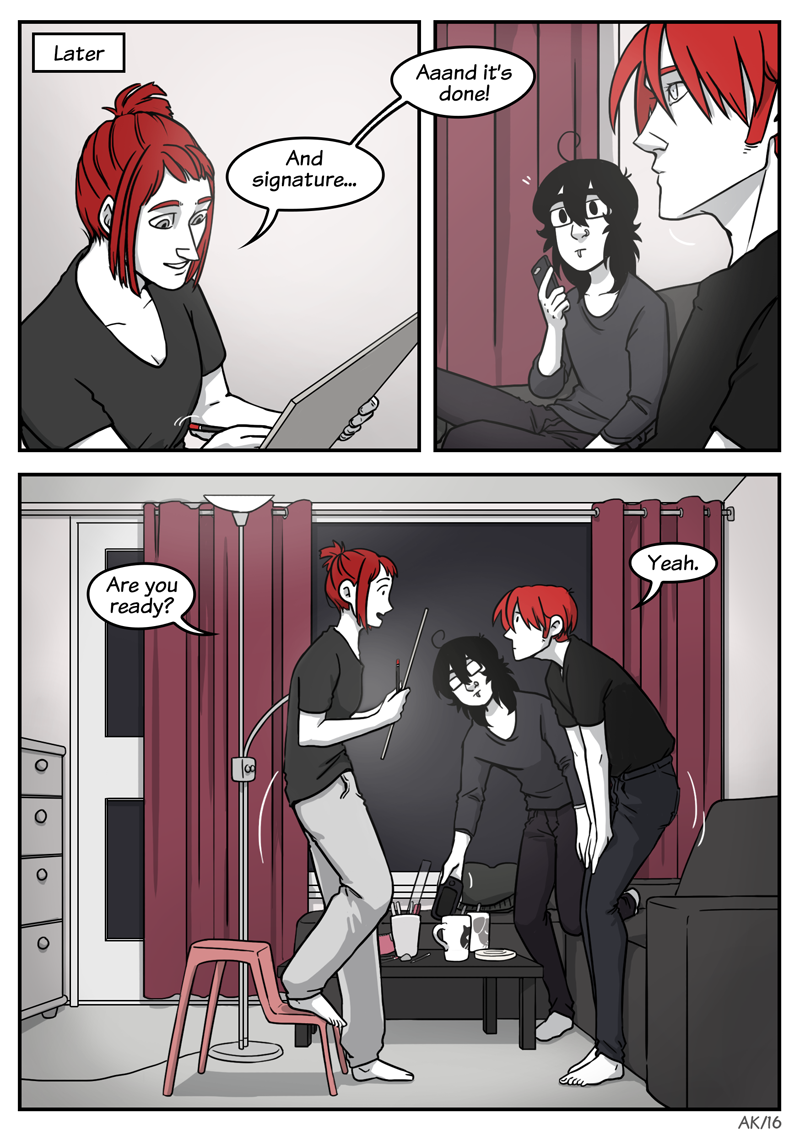 Later
And
signature...
Aaand it's
done!
Are you
ready?
Yeah.
AK/16